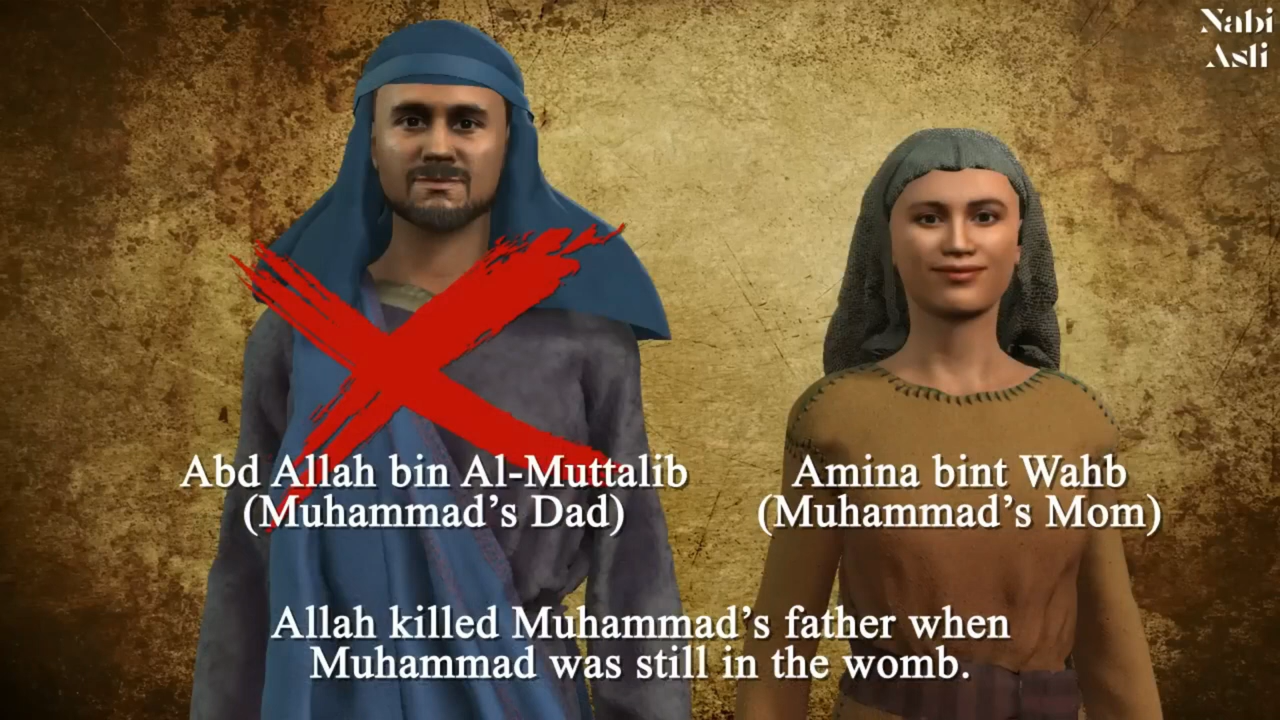 Nabi
Asli
Abd Allah bin Al-Muttalib
(Muhammad's Dad)
Amina bint Wahb
(Muhammad's Mom)
Allah killed Muhammad's father when
Muhammad was still in the womb.